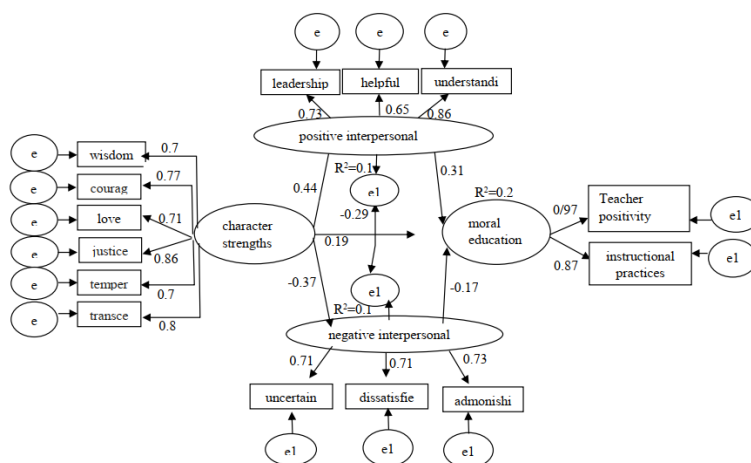 e e e
leadership helpful understandi
0.73 0.65 0.86
positive interpersonal
e wisdom 0.7
R²=0.1
0.31
e courag 0.77
0.44
e1
R²=0.2
-0.29
0/97
Teacher
positivity
e1
e love 0.71
character
strengths
0.19
moral
education
e justice 0.86
0.87
instructional
practices
e1
e temper 0.7
-0.37
e1
-0.17
e transce 0.8
R²=0.1
negative interpersonal
0.71 0.71 0.73
uncertain dissatisfie admonishi
e1 e1 e1